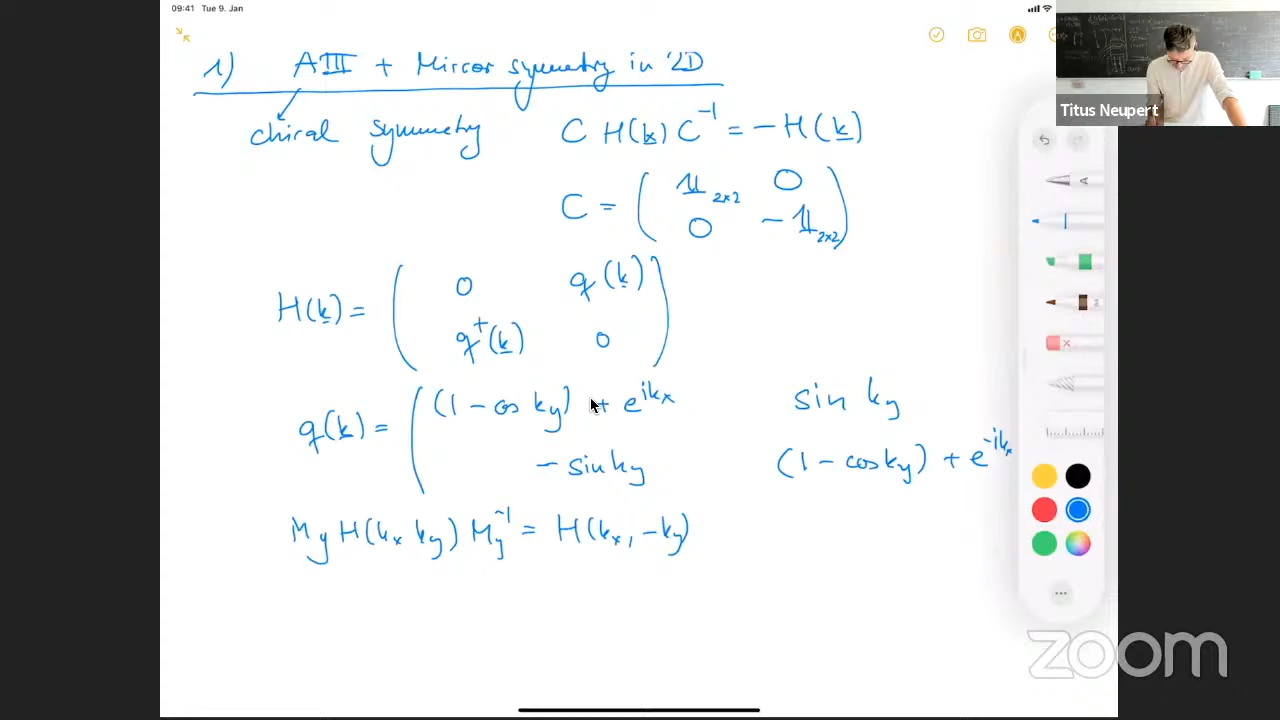 09:41 Tue 9. Jan
1) AIII + Mirror symmetry in 2D
chiral symmetry C H(k) C⁻¹ = − H(k)
C = ( 𝟙₂ₓ₂ 0
0 − 𝟙₂ₓ₂ )
H(k) = ( 0 q(k)
q†(k) 0 )
q(k) = ( (1 − cos ky) + e^{ikx} sin ky
− sin ky (1 − cos ky) + e^{−ikx}
My H(kx ky) My⁻¹ = H(kx, −ky)
Titus Neupert
A
zoom